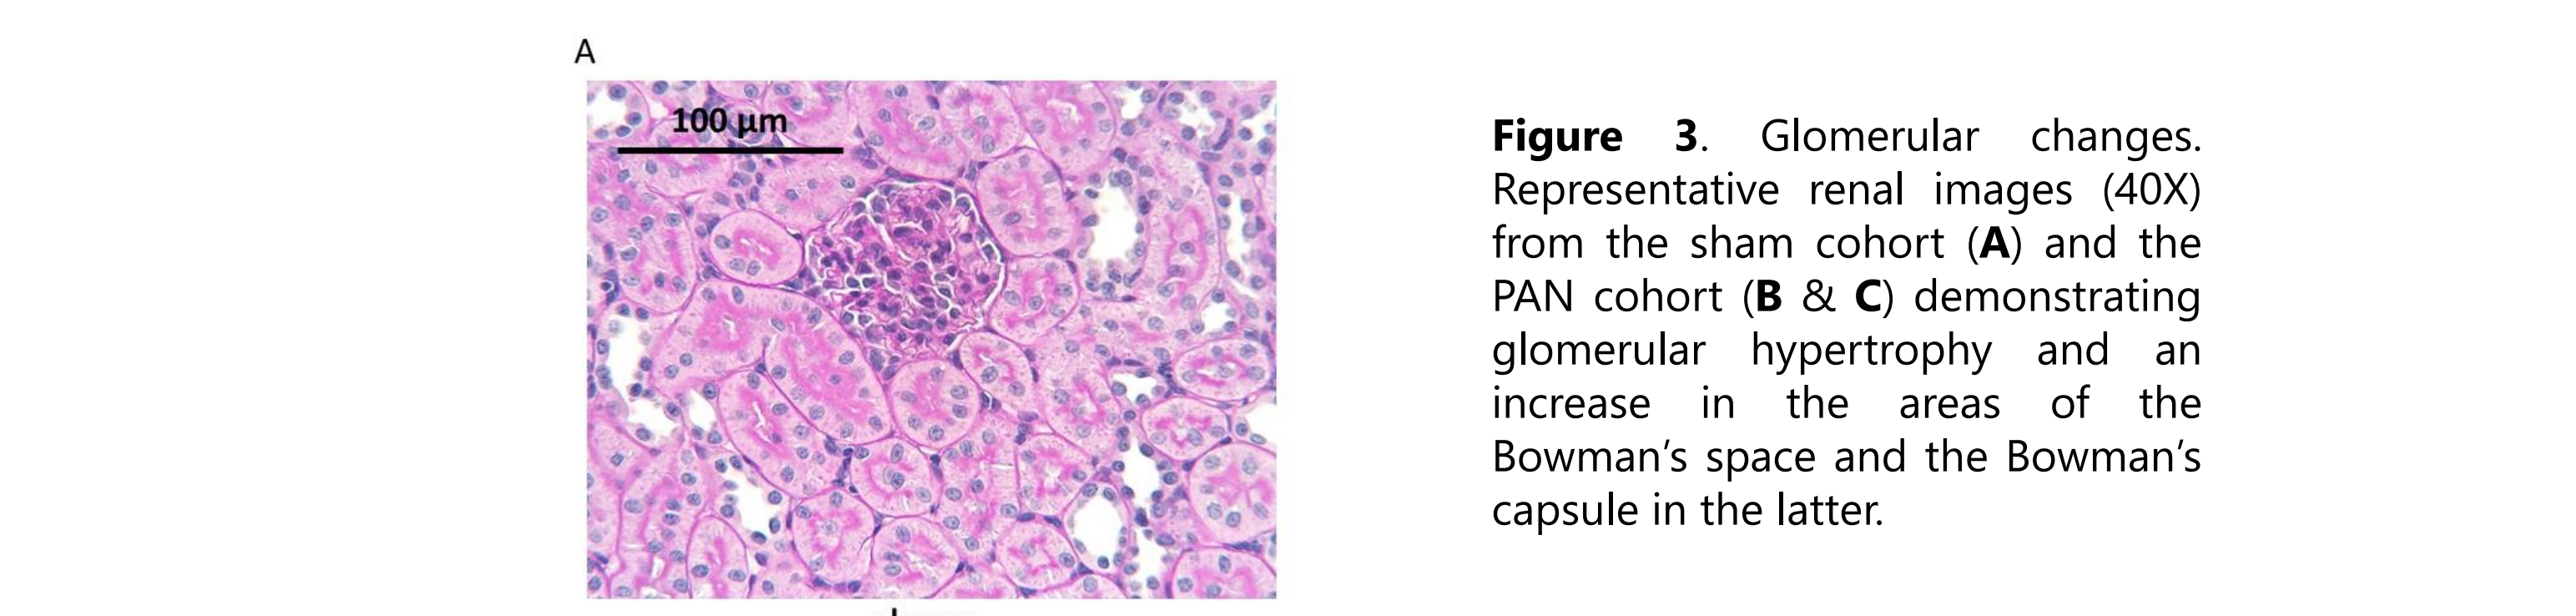 A
100 µm
Figure 3. Glomerular changes.
Representative renal images (40X)
from the sham cohort (A) and the
PAN cohort (B & C) demonstrating
glomerular hypertrophy and an
increase in the areas of the
Bowman’s space and the Bowman’s
capsule in the latter.